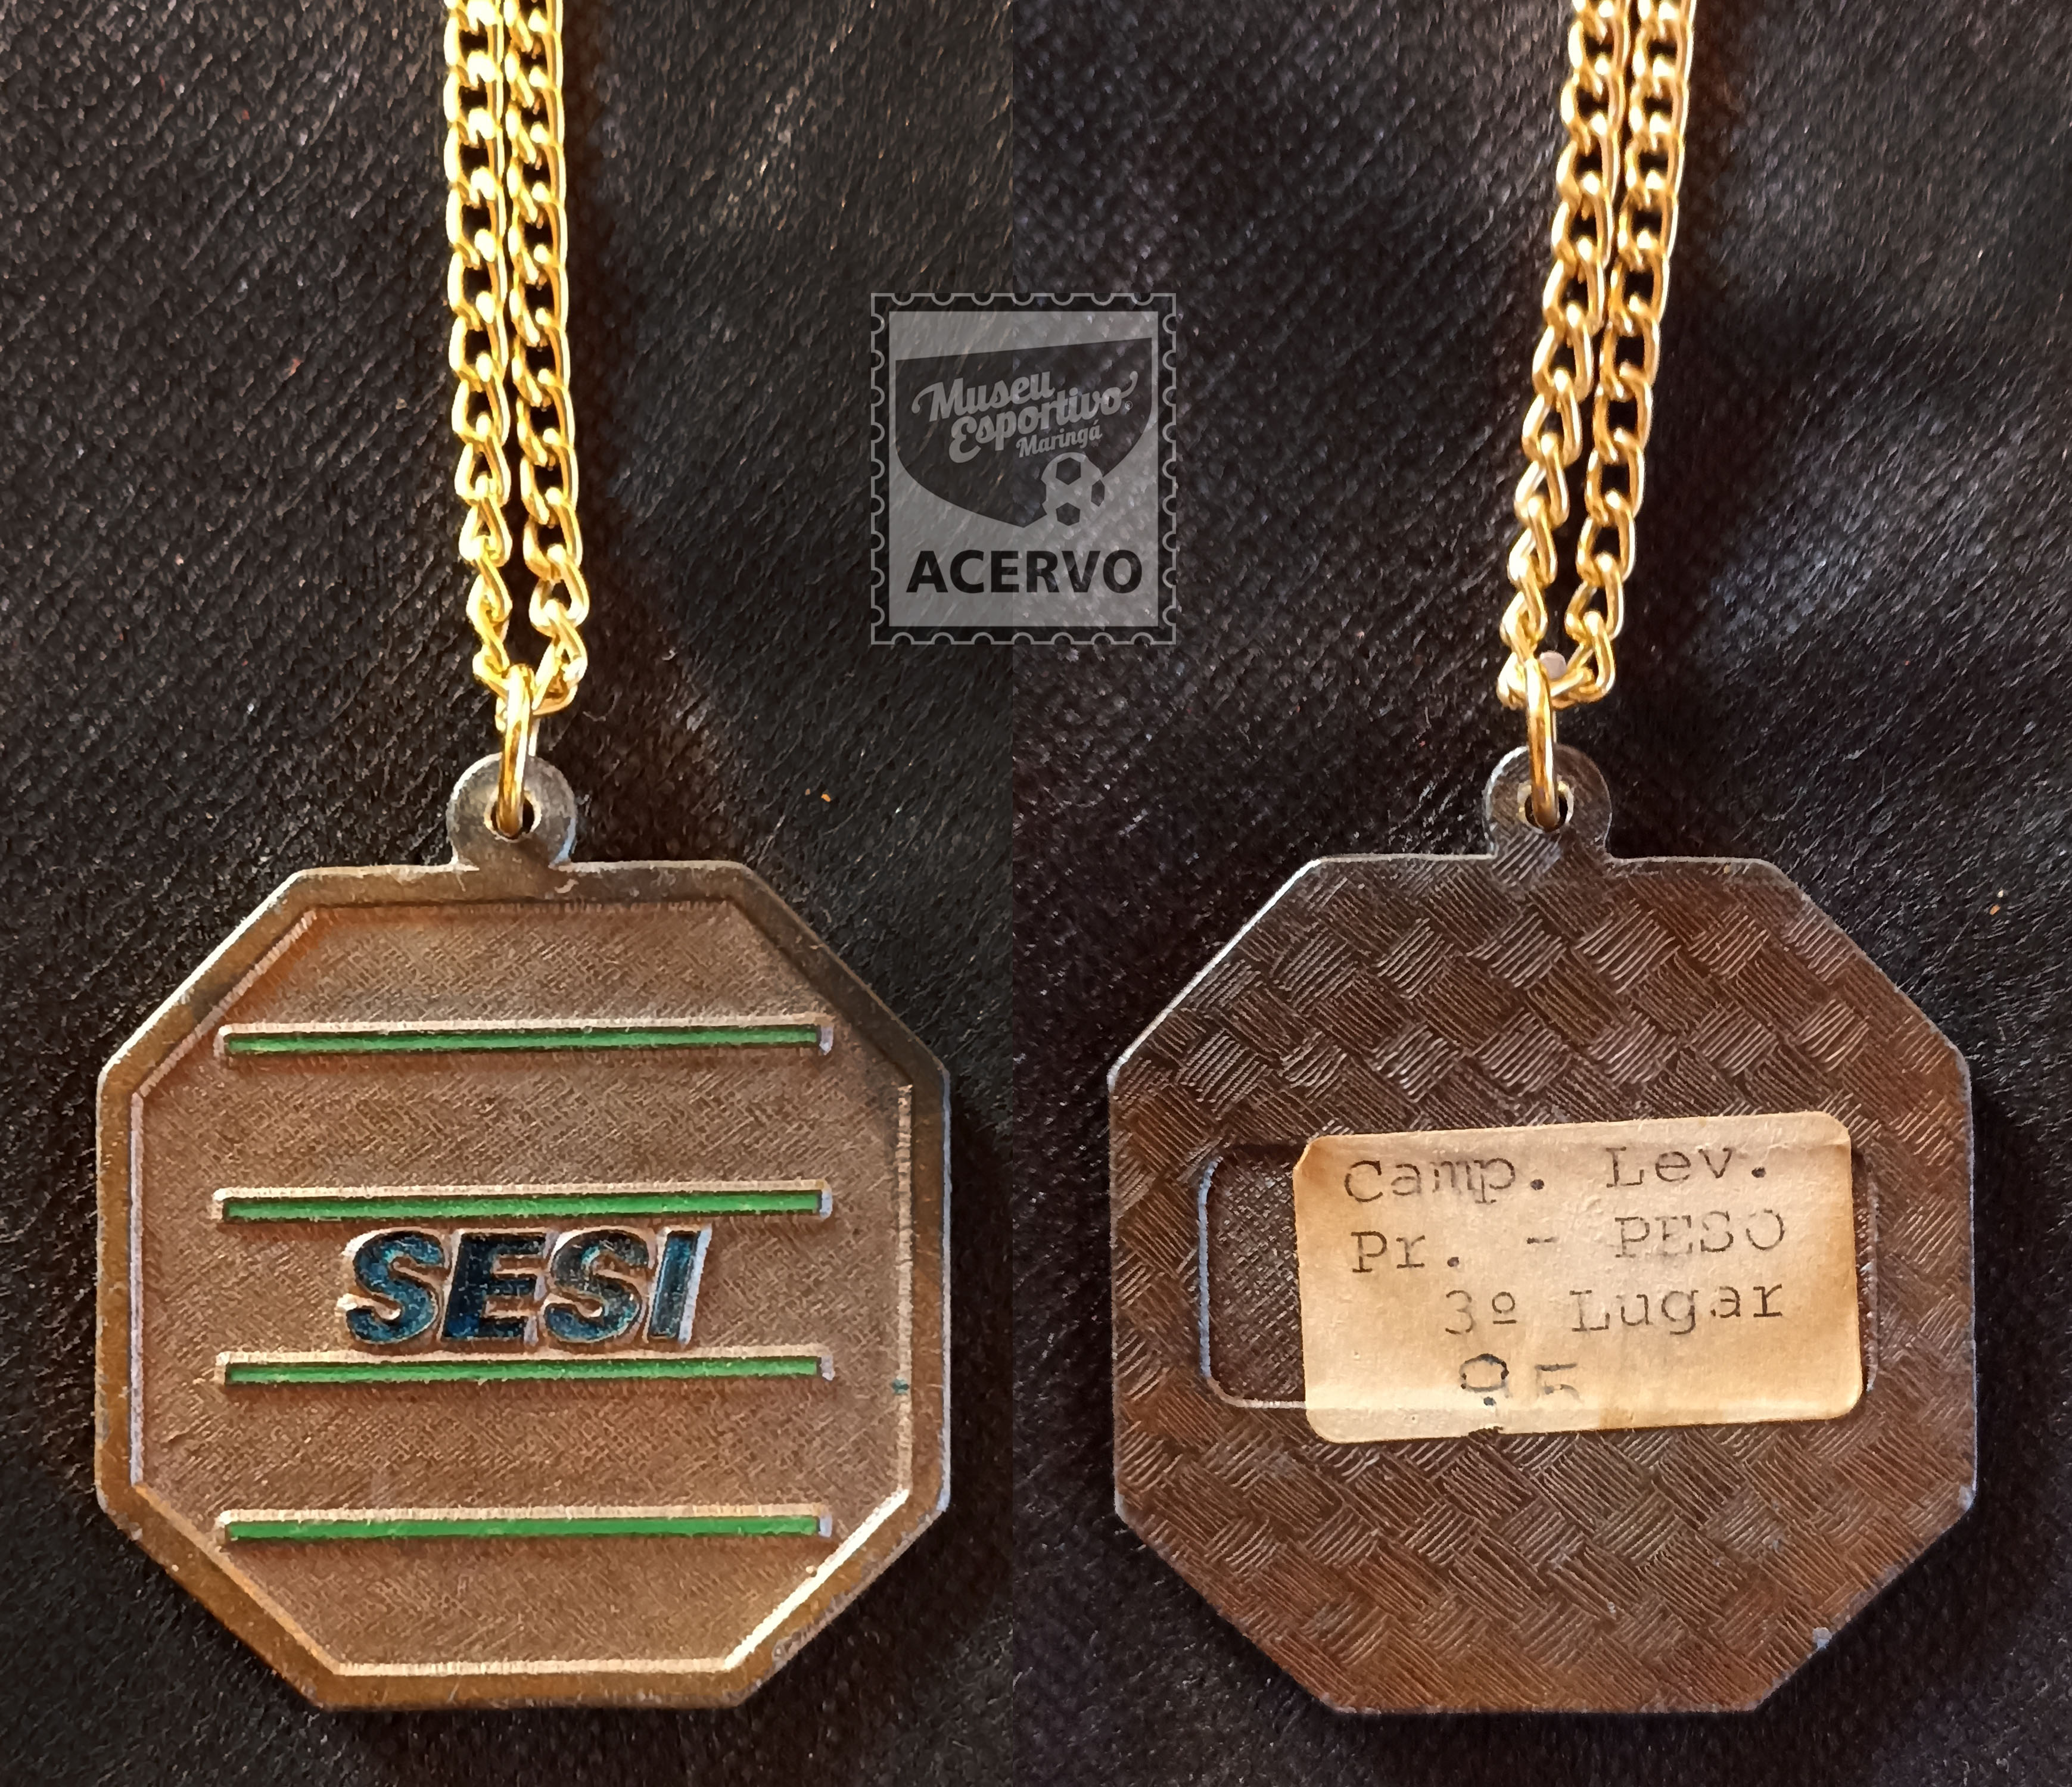 Museu
Esportivo
Maringá
ACERVO
SESI
Camp. Lev.
Pr. - PESO
3º Lugar
95